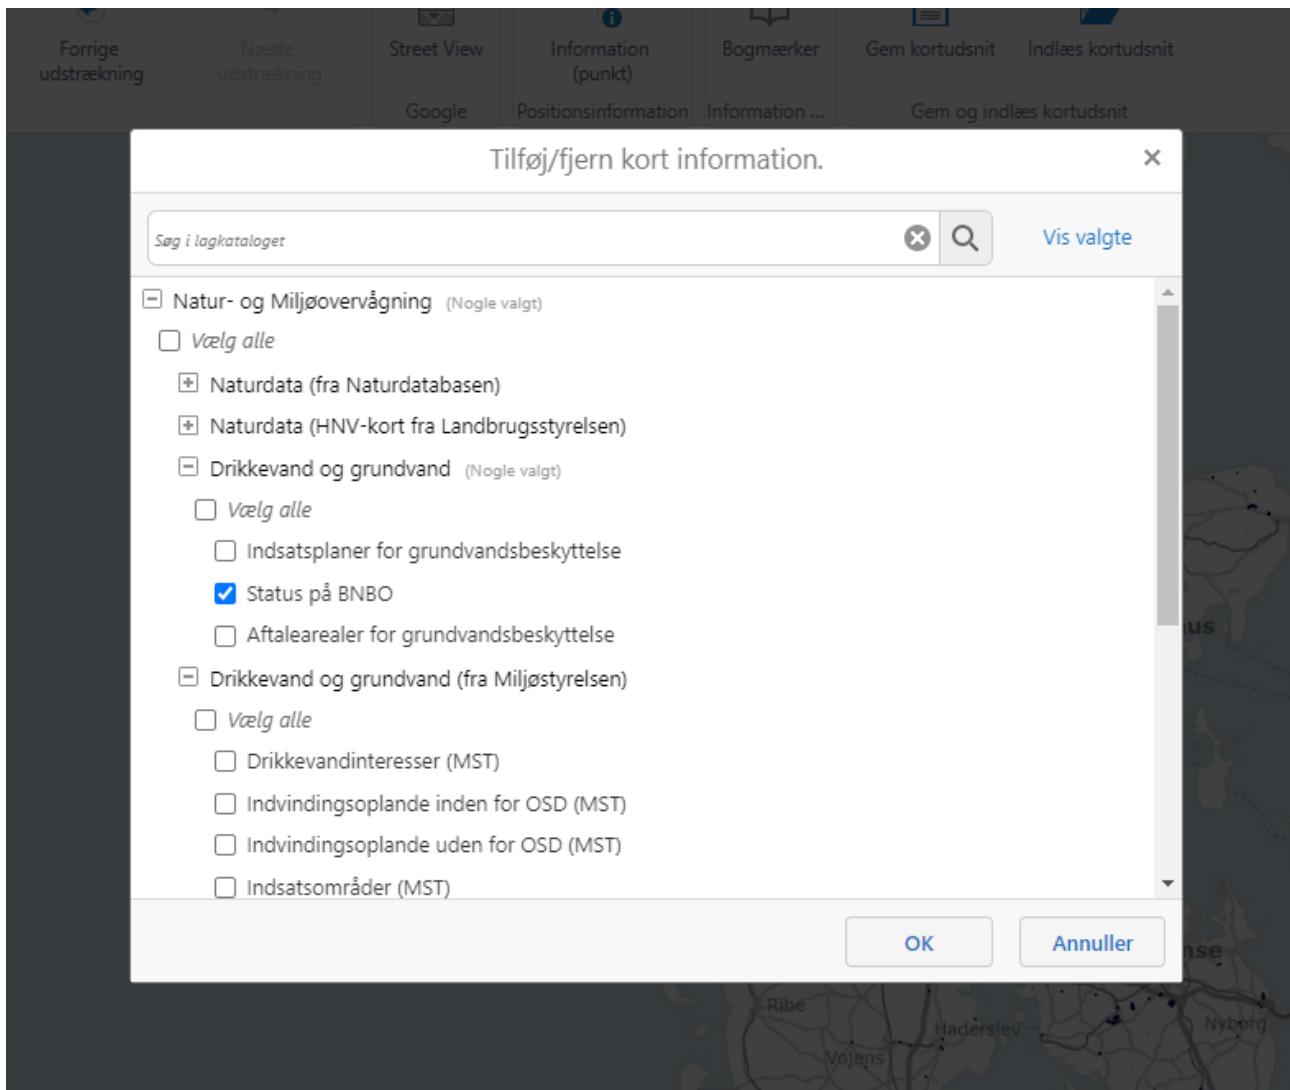 Forrige
udstrækning
Næste
udstrækning
Street View
Information
(punkt)
Bogmærker
Gem kortudsnit
Indlæs kortudsnit
Google
Positionsinformation
Information ...
Gem og indlæs kortudsnit
Tilføj/fjern kort information.
Søg i lagkataloget
Vis valgte
Natur- og Miljøovervågning (Nogle valgt)
Vælg alle
Naturdata (fra Naturdatabasen)
Naturdata (HNV-kort fra Landbrugsstyrelsen)
Drikkevand og grundvand (Nogle valgt)
Vælg alle
Indsatsplaner for grundvandsbeskyttelse
Status på BNBO
Aftalearealer for grundvandsbeskyttelse
Drikkevand og grundvand (fra Miljøstyrelsen)
Vælg alle
Drikkevandinteresser (MST)
Indvindingsoplande inden for OSD (MST)
Indvindingsoplande uden for OSD (MST)
Indsatsområder (MST)
OK
Annuller
us
nse
Ribe
Haderslev
Nyborg
Vojens